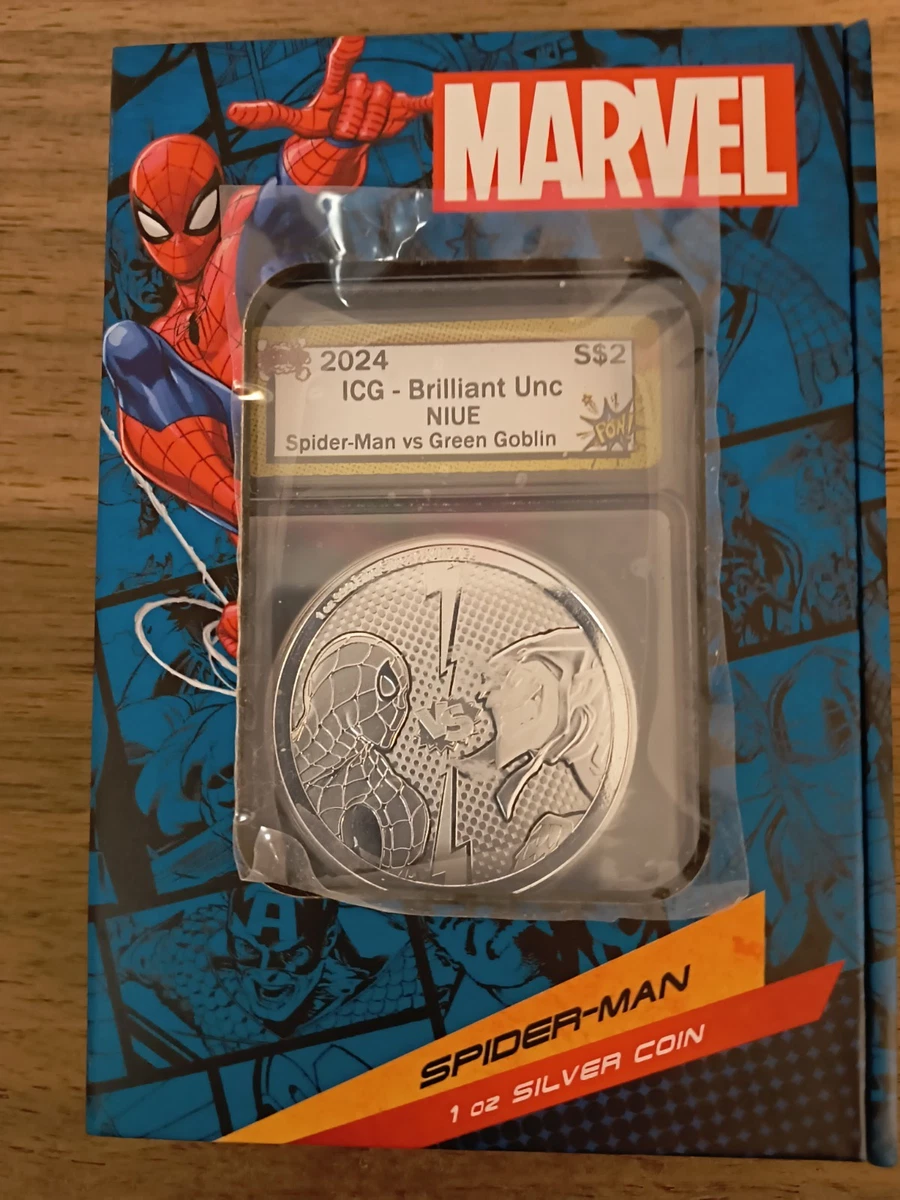 MARVEL
2024 S$2
ICG - Brilliant Unc
NIUE
Spider-Man vs Green Goblin
POW
VS
A
SPIDER-MAN
1 oz SILVER COIN